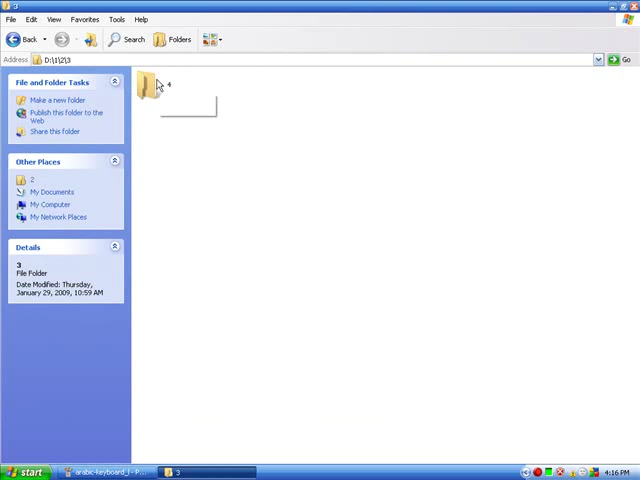 3
File Edit View Favorites Tools Help
Back Search Folders
Address D:\1\2\3 Go
File and Folder Tasks
Make a new folder
Publish this folder to the
Web
Share this folder
Other Places
2
My Documents
My Computer
My Network Places
Details
3
File Folder
Date Modified: Thursday,
January 29, 2009, 10:59 AM
4
start arabic-keyboard_l - P... 3 4:16 PM